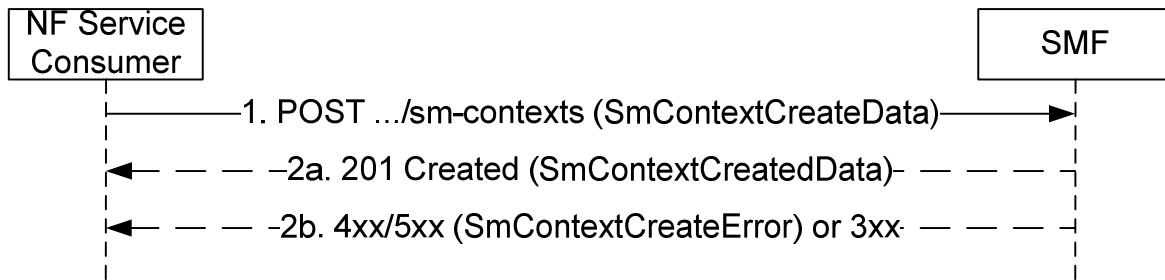 NF Service
Consumer
SMF
1. POST .../sm-contexts (SmContextCreateData)
2a. 201 Created (SmContextCreatedData)
2b. 4xx/5xx (SmContextCreateError) or 3xx